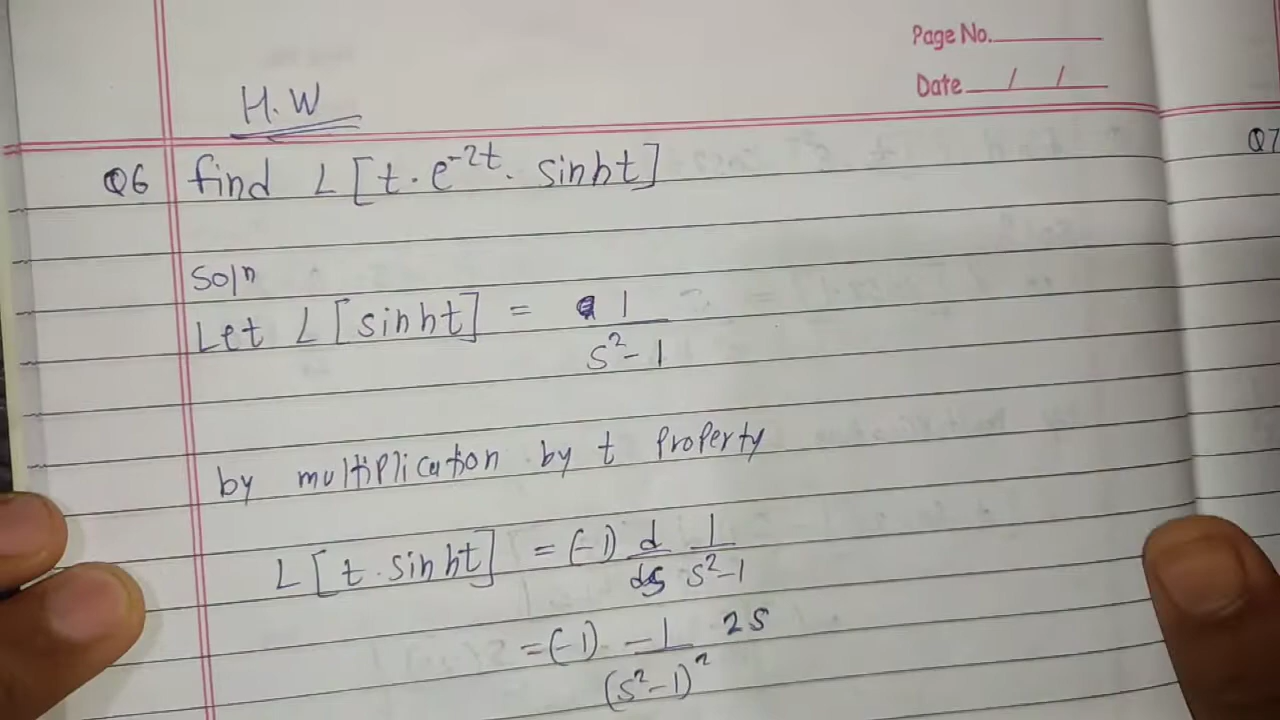 Page No.
Date / /
H.W
Q6 find L[t.e^-2t. sinht]
Q7
Soln
Let L[sinht] = 1/(s²-1)
by multiplication by t Property
L[t.sinht] = (-1) d/ds 1/(s²-1)
= (-1) . -1/(s²-1)² 2s